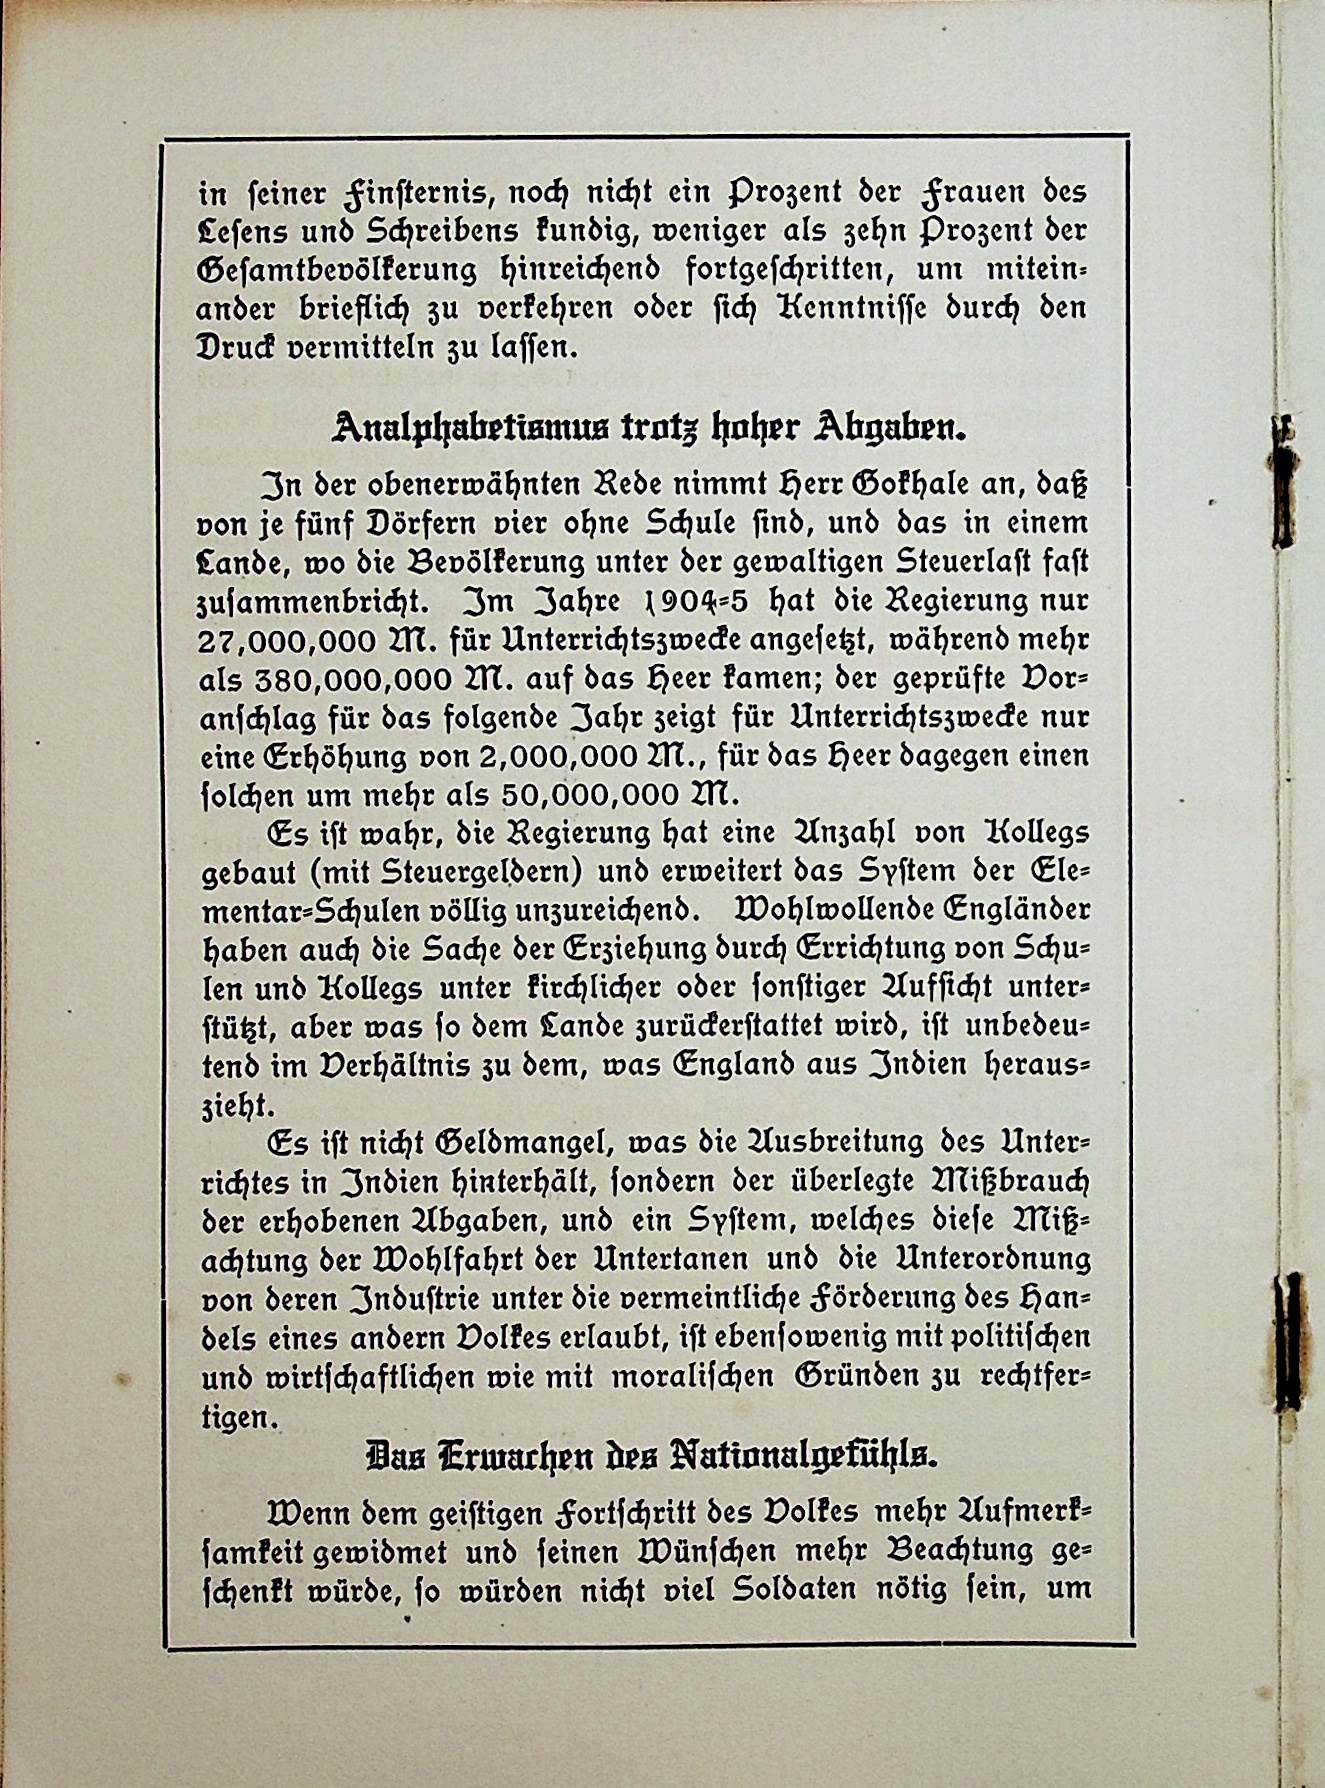 in seiner Finsternis, noch nicht ein Prozent der Frauen des
Lesens und Schreibens kundig, weniger als zehn Prozent der
Gesamtbevölkerung hinreichend fortgeschritten, um mitein-
ander brieflich zu verkehren oder sich Kenntnisse durch den
Druck vermitteln zu lassen.
Analphabetismus trotz hoher Abgaben.
In der obenerwähnten Rede nimmt Herr Gokhale an, daß
von je fünf Dörfern vier ohne Schule sind, und das in einem
Lande, wo die Bevölkerung unter der gewaltigen Steuerlast fast
zusammenbricht. Im Jahre 1904-5 hat die Regierung nur
27,000,000 M. für Unterrichtszwecke angesetzt, während mehr
als 380,000,000 M. auf das Heer kamen; der geprüfte Vor-
anschlag für das folgende Jahr zeigt für Unterrichtszwecke nur
eine Erhöhung von 2,000,000 M., für das Heer dagegen einen
solchen um mehr als 50,000,000 M.
Es ist wahr, die Regierung hat eine Anzahl von Kollegs
gebaut (mit Steuergeldern) und erweitert das System der Ele-
mentar-Schulen völlig unzureichend. Wohlwollende Engländer
haben auch die Sache der Erziehung durch Errichtung von Schu-
len und Kollegs unter kirchlicher oder sonstiger Aufsicht unter-
stützt, aber was so dem Lande zurückerstattet wird, ist unbedeu-
tend im Verhältnis zu dem, was England aus Indien heraus-
zieht.
Es ist nicht Geldmangel, was die Ausbreitung des Unter-
richtes in Indien hinterhält, sondern der überlegte Mißbrauch
der erhobenen Abgaben, und ein System, welches diese Miß-
achtung der Wohlfahrt der Untertanen und die Unterordnung
von deren Industrie unter die vermeintliche Förderung des Han-
dels eines andern Volkes erlaubt, ist ebensowenig mit politischen
und wirtschaftlichen wie mit moralischen Gründen zu rechtfer-
tigen.
Das Erwachen des Nationalgefühls.
Wenn dem geistigen Fortschritt des Volkes mehr Aufmerk-
samkeit gewidmet und seinen Wünschen mehr Beachtung ge-
schenkt würde, so würden nicht viel Soldaten nötig sein, um